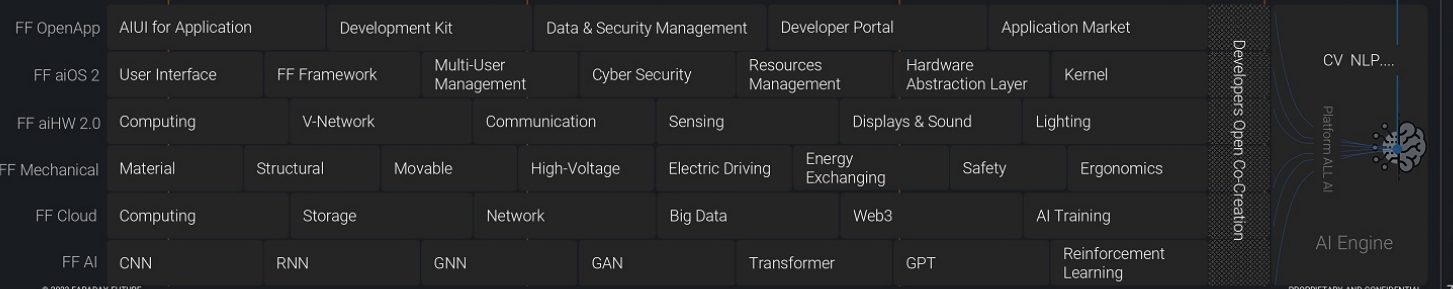 FF OpenApp
AIUI for Application
Development Kit
Data & Security Management
Developer Portal
Application Market
FF aiOS 2
User Interface
FF Framework
Multi-User
Management
Cyber Security
Resources
Management
Hardware
Abstraction Layer
Kernel
FF aiHW 2.0
Computing
V-Network
Communication
Sensing
Displays & Sound
Lighting
FF Mechanical
Material
Structural
Movable
High-Voltage
Electric Driving
Energy
Exchanging
Safety
Ergonomics
FF Cloud
Computing
Storage
Network
Big Data
Web3
AI Training
FF AI
CNN
RNN
GNN
GAN
Transformer
GPT
Reinforcement
Learning
Developers Open Co-Creation
CV NLP....
Platform ALL AI
AI Engine